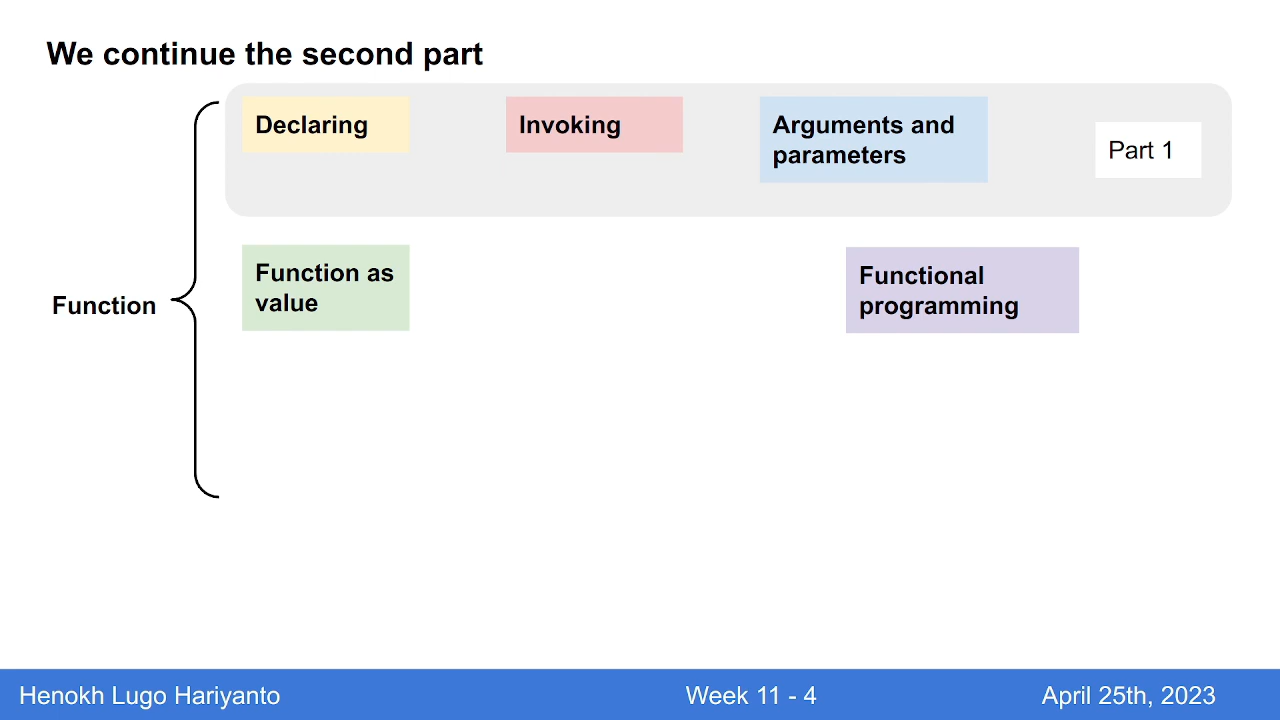 We continue the second part
Declaring
Invoking
Arguments and
parameters
Part 1
Function
Function as
value
Functional
programming
Henokh Lugo Hariyanto
Week 11 - 4
April 25th, 2023